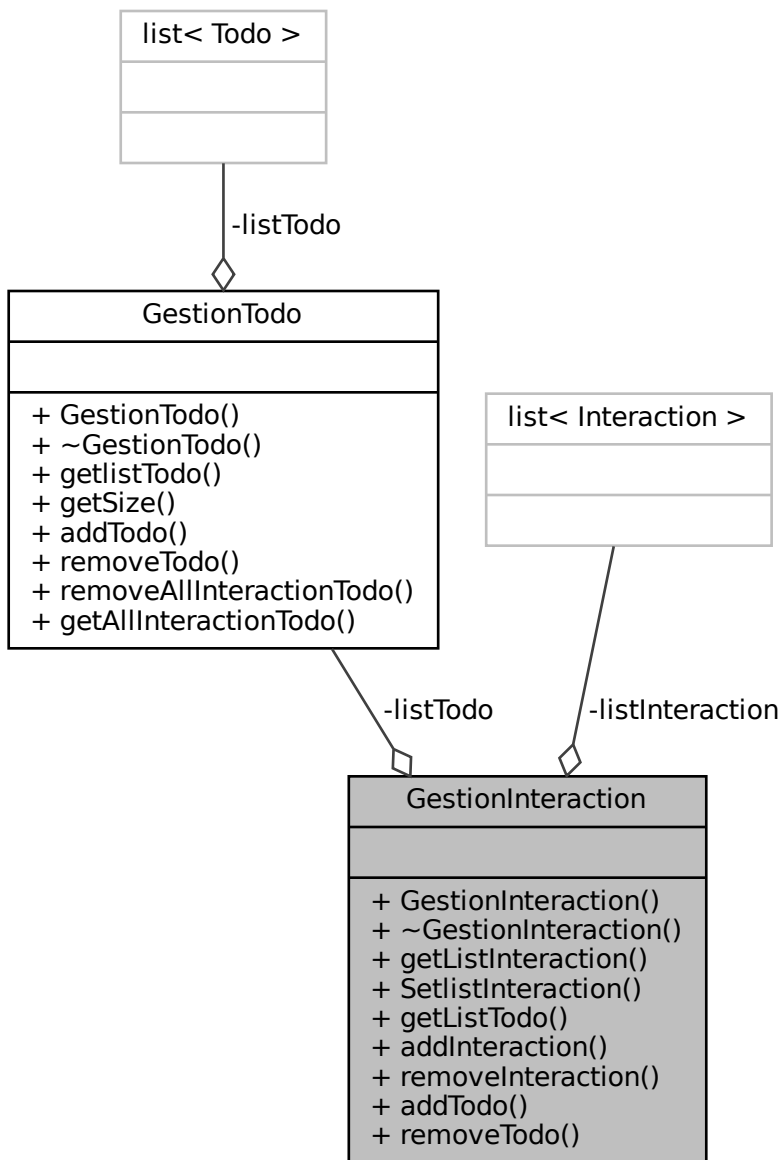 list< Todo >
-listTodo
GestionTodo
+ GestionTodo()
+ ~GestionTodo()
+ getlistTodo()
+ getSize()
+ addTodo()
+ removeTodo()
+ removeAllInteractionTodo()
+ getAllInteractionTodo()
list< Interaction >
-listTodo
-listInteraction
GestionInteraction
+ GestionInteraction()
+ ~GestionInteraction()
+ getListInteraction()
+ SetlistInteraction()
+ getListTodo()
+ addInteraction()
+ removeInteraction()
+ addTodo()
+ removeTodo()